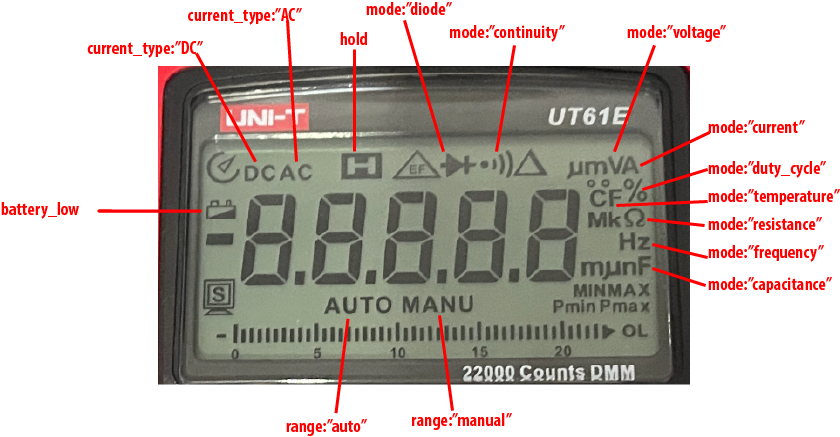 mode:"diode"
current_type:"AC"
mode:"continuity"
mode:"voltage"
hold
current_type:"DC"
UNI-T
UT61E
mode:"current"
DC AC
H
EF
µmVA
mode:"duty_cycle"
°°
CF%
mode:"temperature"
battery_low
8.8.8.8.8
MkΩ
mode:"resistance"
Hz
mode:"frequency"
mµnF
mode:"capacitance"
S
AUTO MANU
MINMAX
Pmin Pmax
- OL
0 5 10 15 20
22000 Counts DMM
range:"auto"
range:"manual"